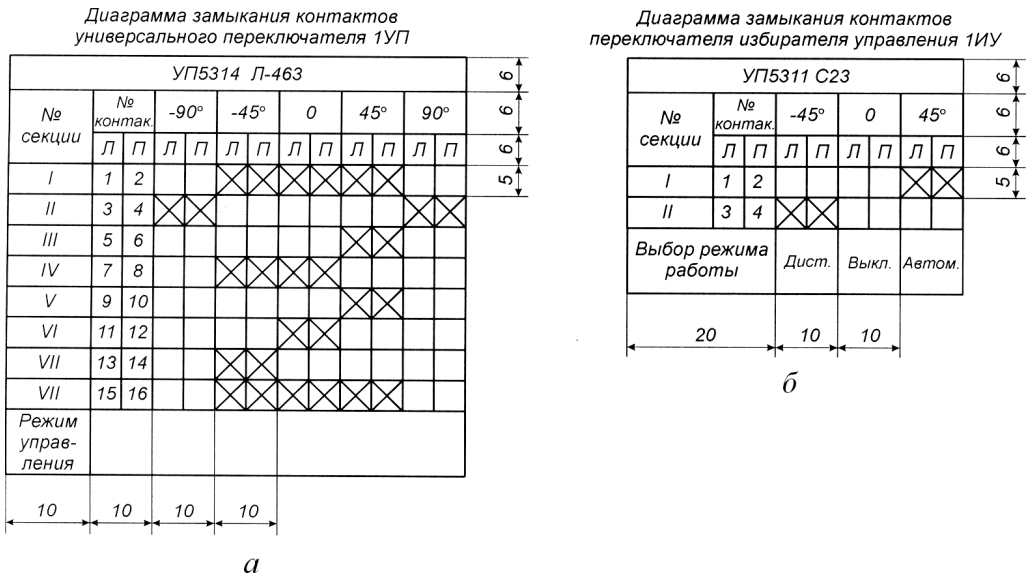 Диаграмма замыкания контактов
универсального переключателя 1УП
УП5314 Л-463
№
секции
№
контак.
-90° -45° 0 45° 90°
Л П Л П Л П Л П Л П Л П
I 1 2
II 3 4
III 5 6
IV 7 8
V 9 10
VI 11 12
VII 13 14
VII 15 16
Режим
управ-
ления
10 10 10 10
6
6
6
5
а
Диаграмма замыкания контактов
переключателя избирателя управления 1ИУ
УП5311 С23
№
секции
№
контак.
-45° 0 45°
Л П Л П Л П Л П
I 1 2
II 3 4
Выбор режима
работы
Дист. Выкл. Автом.
20 10 10
6
6
6
5
б